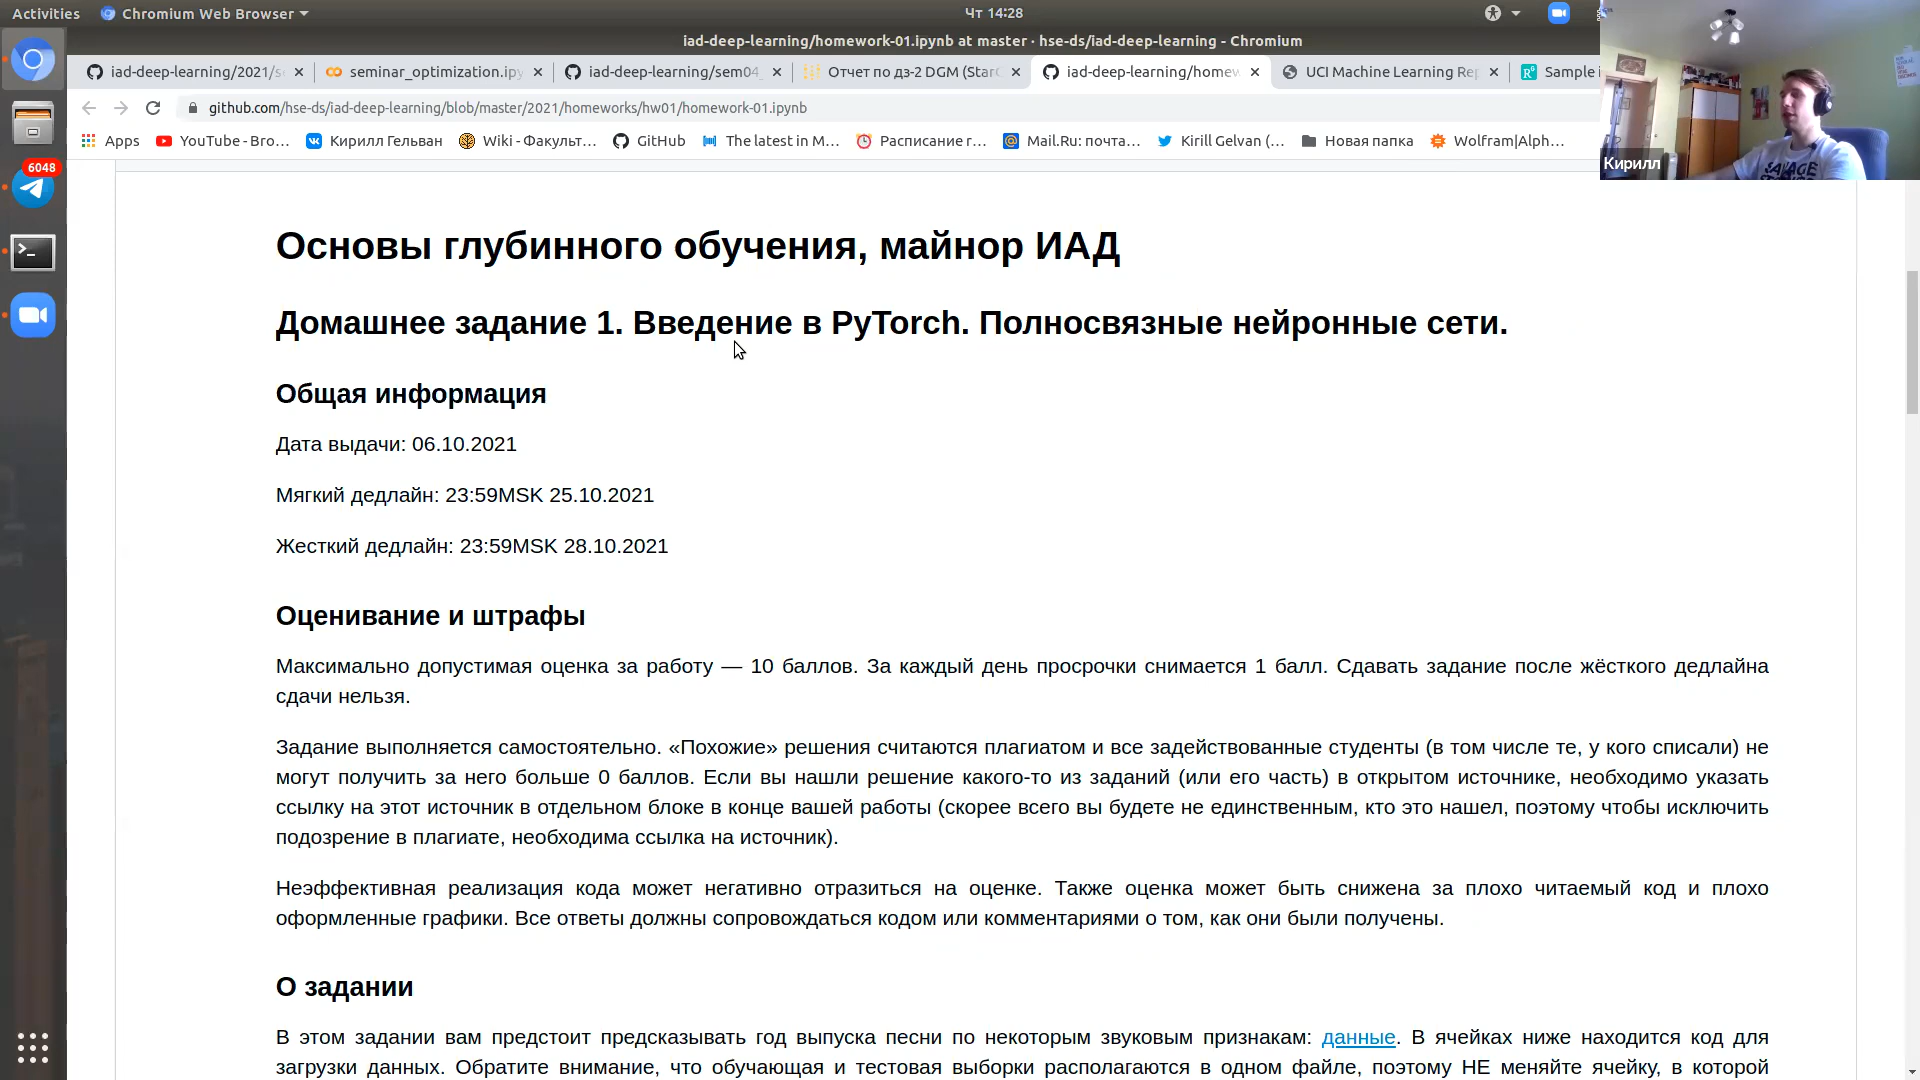 Activities
Chromium Web Browser
Чт 14:28
iad-deep-learning/homework-01.ipynb at master · hse-ds/iad-deep-learning - Chromium
iad-deep-learning/2021/se
seminar_optimization.ipy
iad-deep-learning/sem04_
Отчет по дз-2 DGM (StarG
iad-deep-learning/homew
UCI Machine Learning Rep
Sample i
github.com/hse-ds/iad-deep-learning/blob/master/2021/homeworks/hw01/homework-01.ipynb
Apps
YouTube - Bro...
Кирилл Гельван
Wiki - Факульт...
GitHub
The latest in M...
Расписание г...
Mail.Ru: почта...
Kirill Gelvan (...
Новая папка
Wolfram|Alph...
Кирилл
SAVAGE
6048
Основы глубинного обучения, майнор ИАД
Домашнее задание 1. Введение в PyTorch. Полносвязные нейронные сети.
Общая информация
Дата выдачи: 06.10.2021
Мягкий дедлайн: 23:59MSK 25.10.2021
Жесткий дедлайн: 23:59MSK 28.10.2021
Оценивание и штрафы
Максимально допустимая оценка за работу — 10 баллов. За каждый день просрочки снимается 1 балл. Сдавать задание после жёсткого дедлайна
сдачи нельзя.
Задание выполняется самостоятельно. «Похожие» решения считаются плагиатом и все задействованные студенты (в том числе те, у кого списали) не
могут получить за него больше 0 баллов. Если вы нашли решение какого-то из заданий (или его часть) в открытом источнике, необходимо указать
ссылку на этот источник в отдельном блоке в конце вашей работы (скорее всего вы будете не единственным, кто это нашел, поэтому чтобы исключить
подозрение в плагиате, необходима ссылка на источник).
Неэффективная реализация кода может негативно отразиться на оценке. Также оценка может быть снижена за плохо читаемый код и плохо
оформленные графики. Все ответы должны сопровождаться кодом или комментариями о том, как они были получены.
О задании
В этом задании вам предстоит предсказывать год выпуска песни по некоторым звуковым признакам: данные. В ячейках ниже находится код для
загрузки данных. Обратите внимание, что обучающая и тестовая выборки располагаются в одном файле, поэтому НЕ меняйте ячейку, в которой